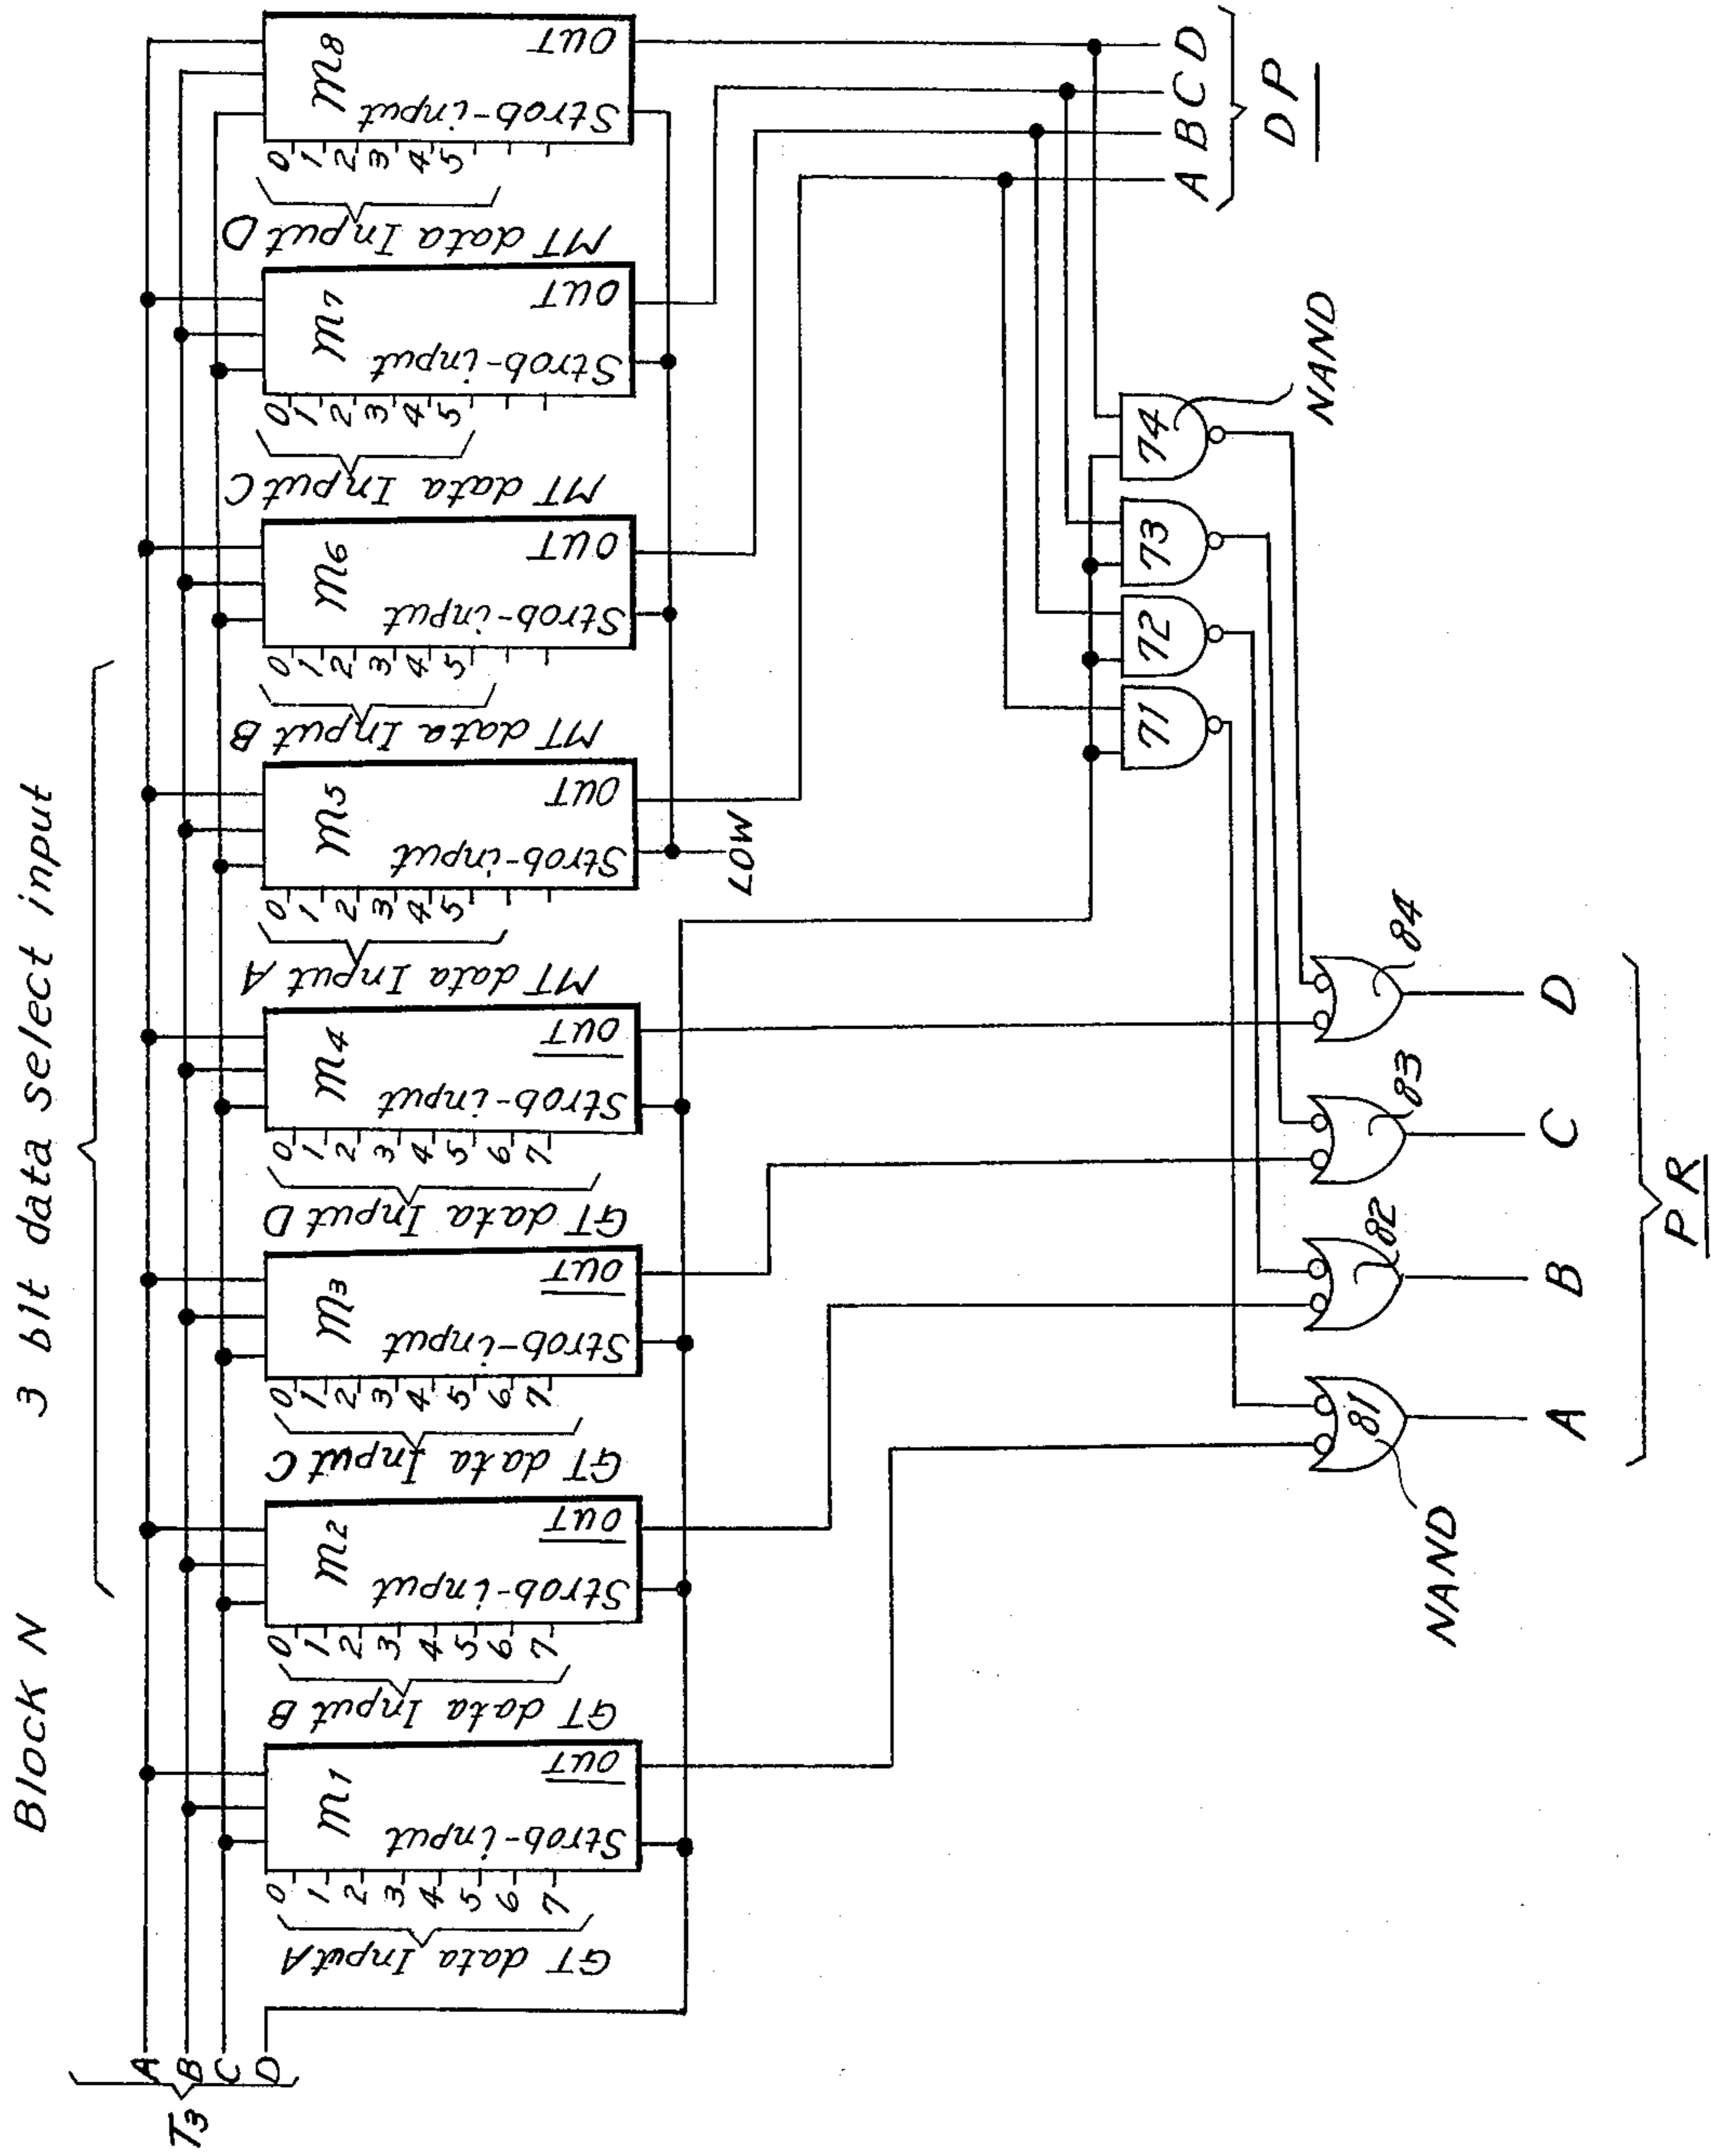 Block N
3 bit data select input
T3
A
B
C
D
GT data Input A
0 1 2 3 4 5 6 7
M1
Strob-input
OUT
GT data Input B
0 1 2 3 4 5 6 7
M2
Strob-input
OUT
GT data Input C
0 1 2 3 4 5 6 7
M3
Strob-input
OUT
GT data Input D
0 1 2 3 4 5 6 7
M4
Strob-input
OUT
MT data Input A
0 1 2 3 4 5
M5
Strob-input
OUT
MT data Input B
0 1 2 3 4 5
M6
Strob-input
OUT
MT data Input C
0 1 2 3 4 5
M7
Strob-input
OUT
MT data Input D
0 1 2 3 4 5
M8
Strob-input
OUT
LOW
71
72
73
74
NAND
A B C D
DP
81
82
83
84
NAND
A B C D
PR